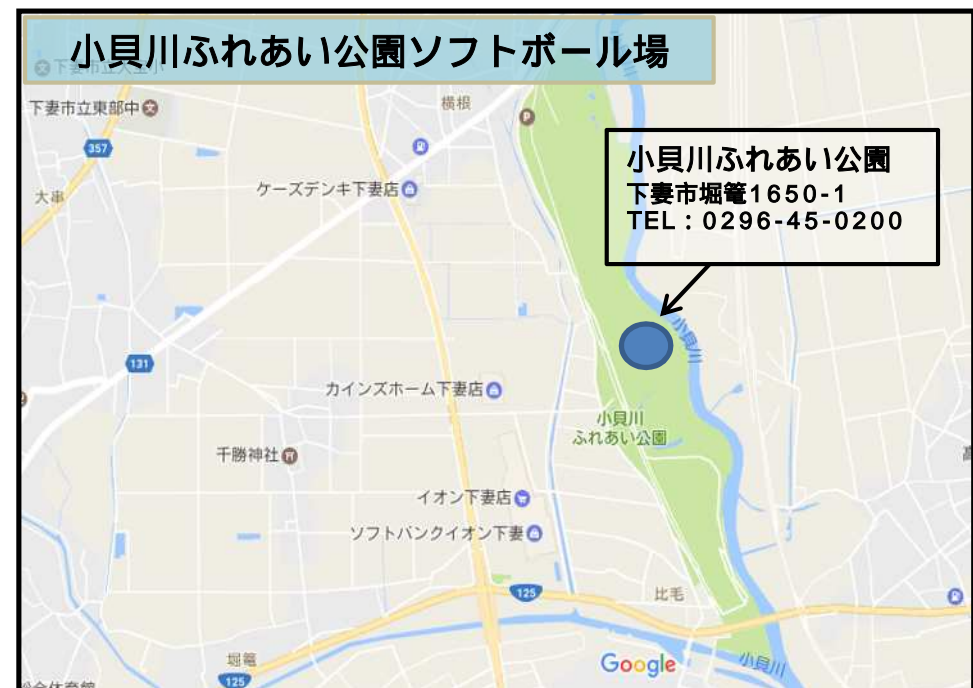 小貝川ふれあい公園ソフトボール場
下妻市立東部中
横根
P
357
大串
ケーズデンキ下妻店
小貝川ふれあい公園
下妻市堀篭1650-1
TEL：0296-45-0200
小貝川
131
カインズホーム下妻店
小貝川
ふれあい公園
千勝神社
イオン下妻店
ソフトバンクイオン下妻
125
比毛
堀篭
125
Google
小貝川